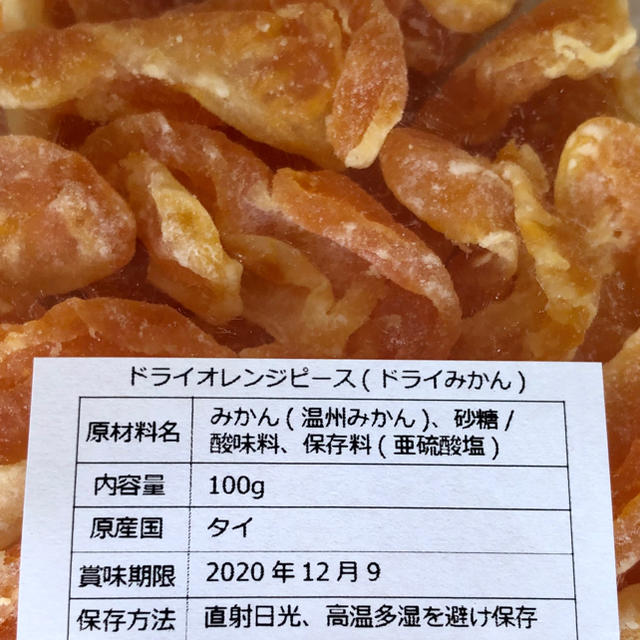 ドライオレンジピース(ドライみかん)
原材料名 みかん(温州みかん)、砂糖/
酸味料、保存料(亜硫酸塩)
内容量 100g
原産国 タイ
賞味期限 2020年12月9
保存方法 直射日光、高温多湿を避け保存